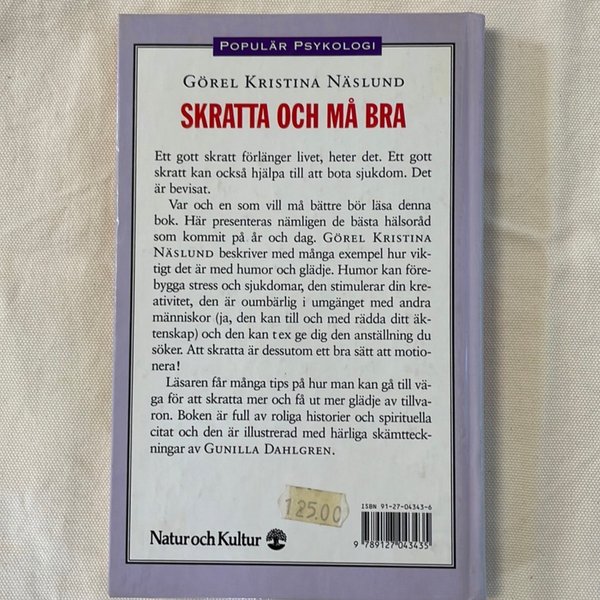 POPULÄR PSYKOLOGI
GÖREL KRISTINA NÄSLUND
SKRATTA OCH MÅ BRA
Ett gott skratt förlänger livet, heter det. Ett gott
skratt kan också hjälpa till att bota sjukdom. Det
är bevisat.
Var och en som vill må bättre bör läsa denna
bok. Här presenteras nämligen de bästa hälsoråd
som kommit på år och dag. GÖREL KRISTINA
NÄSLUND beskriver med många exempel hur vik-
tigt det är med humor och glädje. Humor kan före-
bygga stress och sjukdomar, den stimulerar din kre-
ativitet, den är oumbärlig i umgänget med andra
människor (ja, den kan till och med rädda ditt äk-
tenskap) och den kan t ex ge dig den anställning du
söker. Att skratta är dessutom ett bra sätt att motio-
nera!
Läsaren får många tips på hur man kan gå till vä-
ga för att skratta mer och få ut mer glädje av tillva-
ron. Boken är full av roliga historier och spirituella
citat och den är illustrerad med härliga skämtteck-
ningar av GUNILLA DAHLGREN.
125.00
ISBN 91-27-04343-6
9 789127 043435
Natur och Kultur